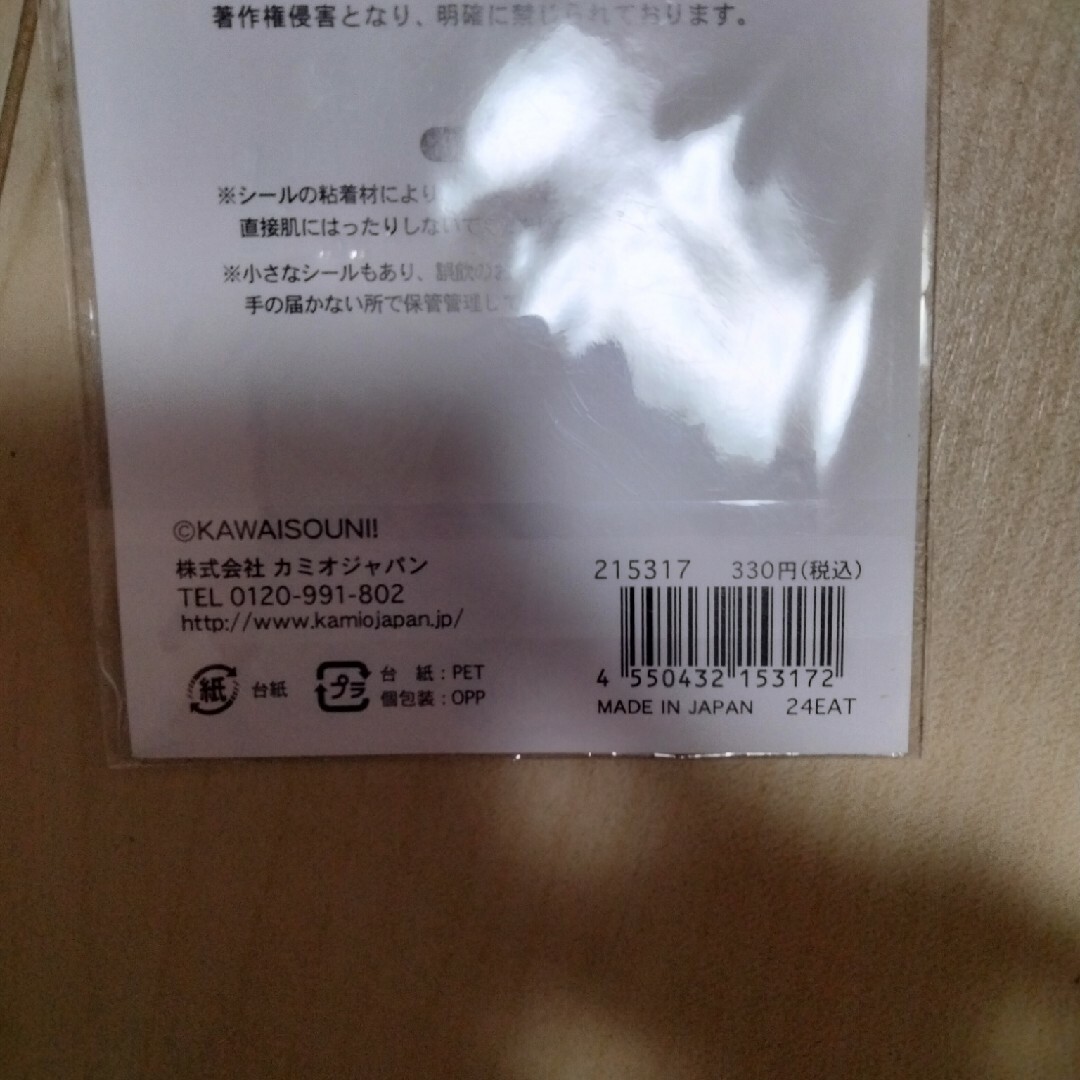 著作権侵害となり、明確に禁じられております。
※シールの粘着材により
直接肌にはったりしないでください
※小さなシールもあり、誤飲の
手の届かない所で保管管理して
©KAWAISOUNI!
株式会社 カミオジャパン
TEL 0120-991-802
http://www.kamiojapan.jp/
紙 台紙
プラ 台 紙：PET
個包装：OPP
215317 330円(税込)
4 550432 153172
MADE IN JAPAN 24EAT